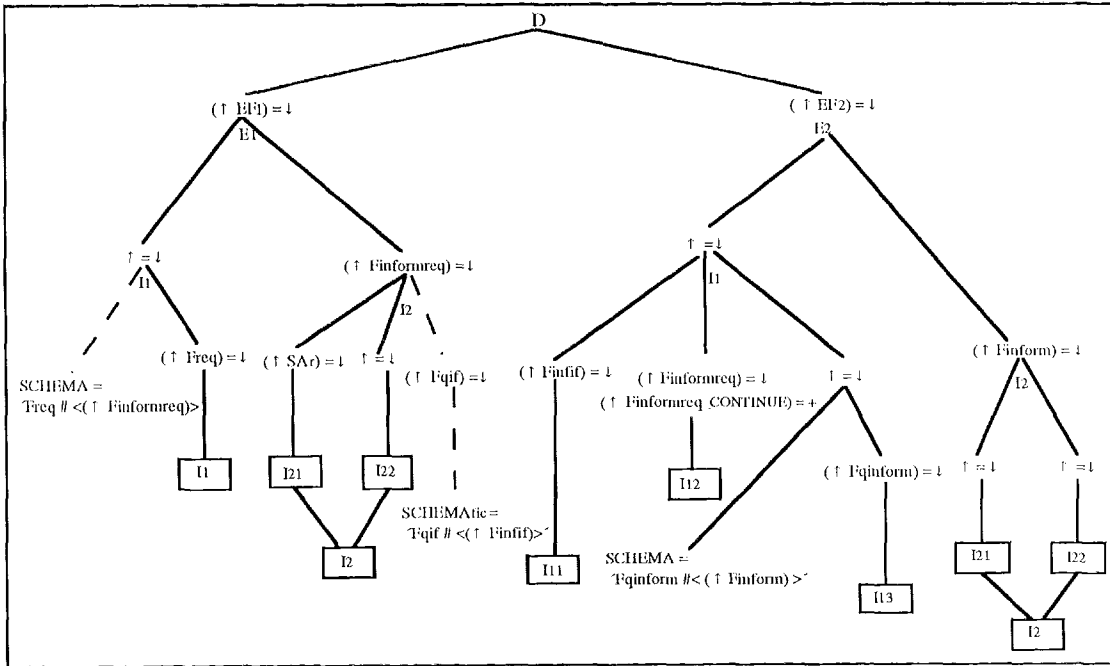 D
(↑ EF1) = ↓
E1
(↑ EF2) = ↓
E2
↑ = ↓
I1
(↑ Finformreq) = ↓
I2
↑ = ↓
I1
(↑ Freq) = ↓
(↑ SAr) = ↓
↑ = ↓
(↑ Fqif) = ↓
(↑ Finfif) = ↓
(↑ Finformreq) = ↓
(↑ Finformreq CONTINUE) = +
↑ = ↓
(↑ Finform) = ↓
I2
SCHEMA =
'Freq # <(↑ Finformreq)>
I1
I21
I22
I12
(↑ Fqinform) = ↓
↑ = ↓
↑ = ↓
SCHEMAtic =
'Fqif # <(↑ Finfif)>'
I2
I11
SCHEMA =
'Fqinform #< (↑ Finform) >'
I13
I21
I22
I2